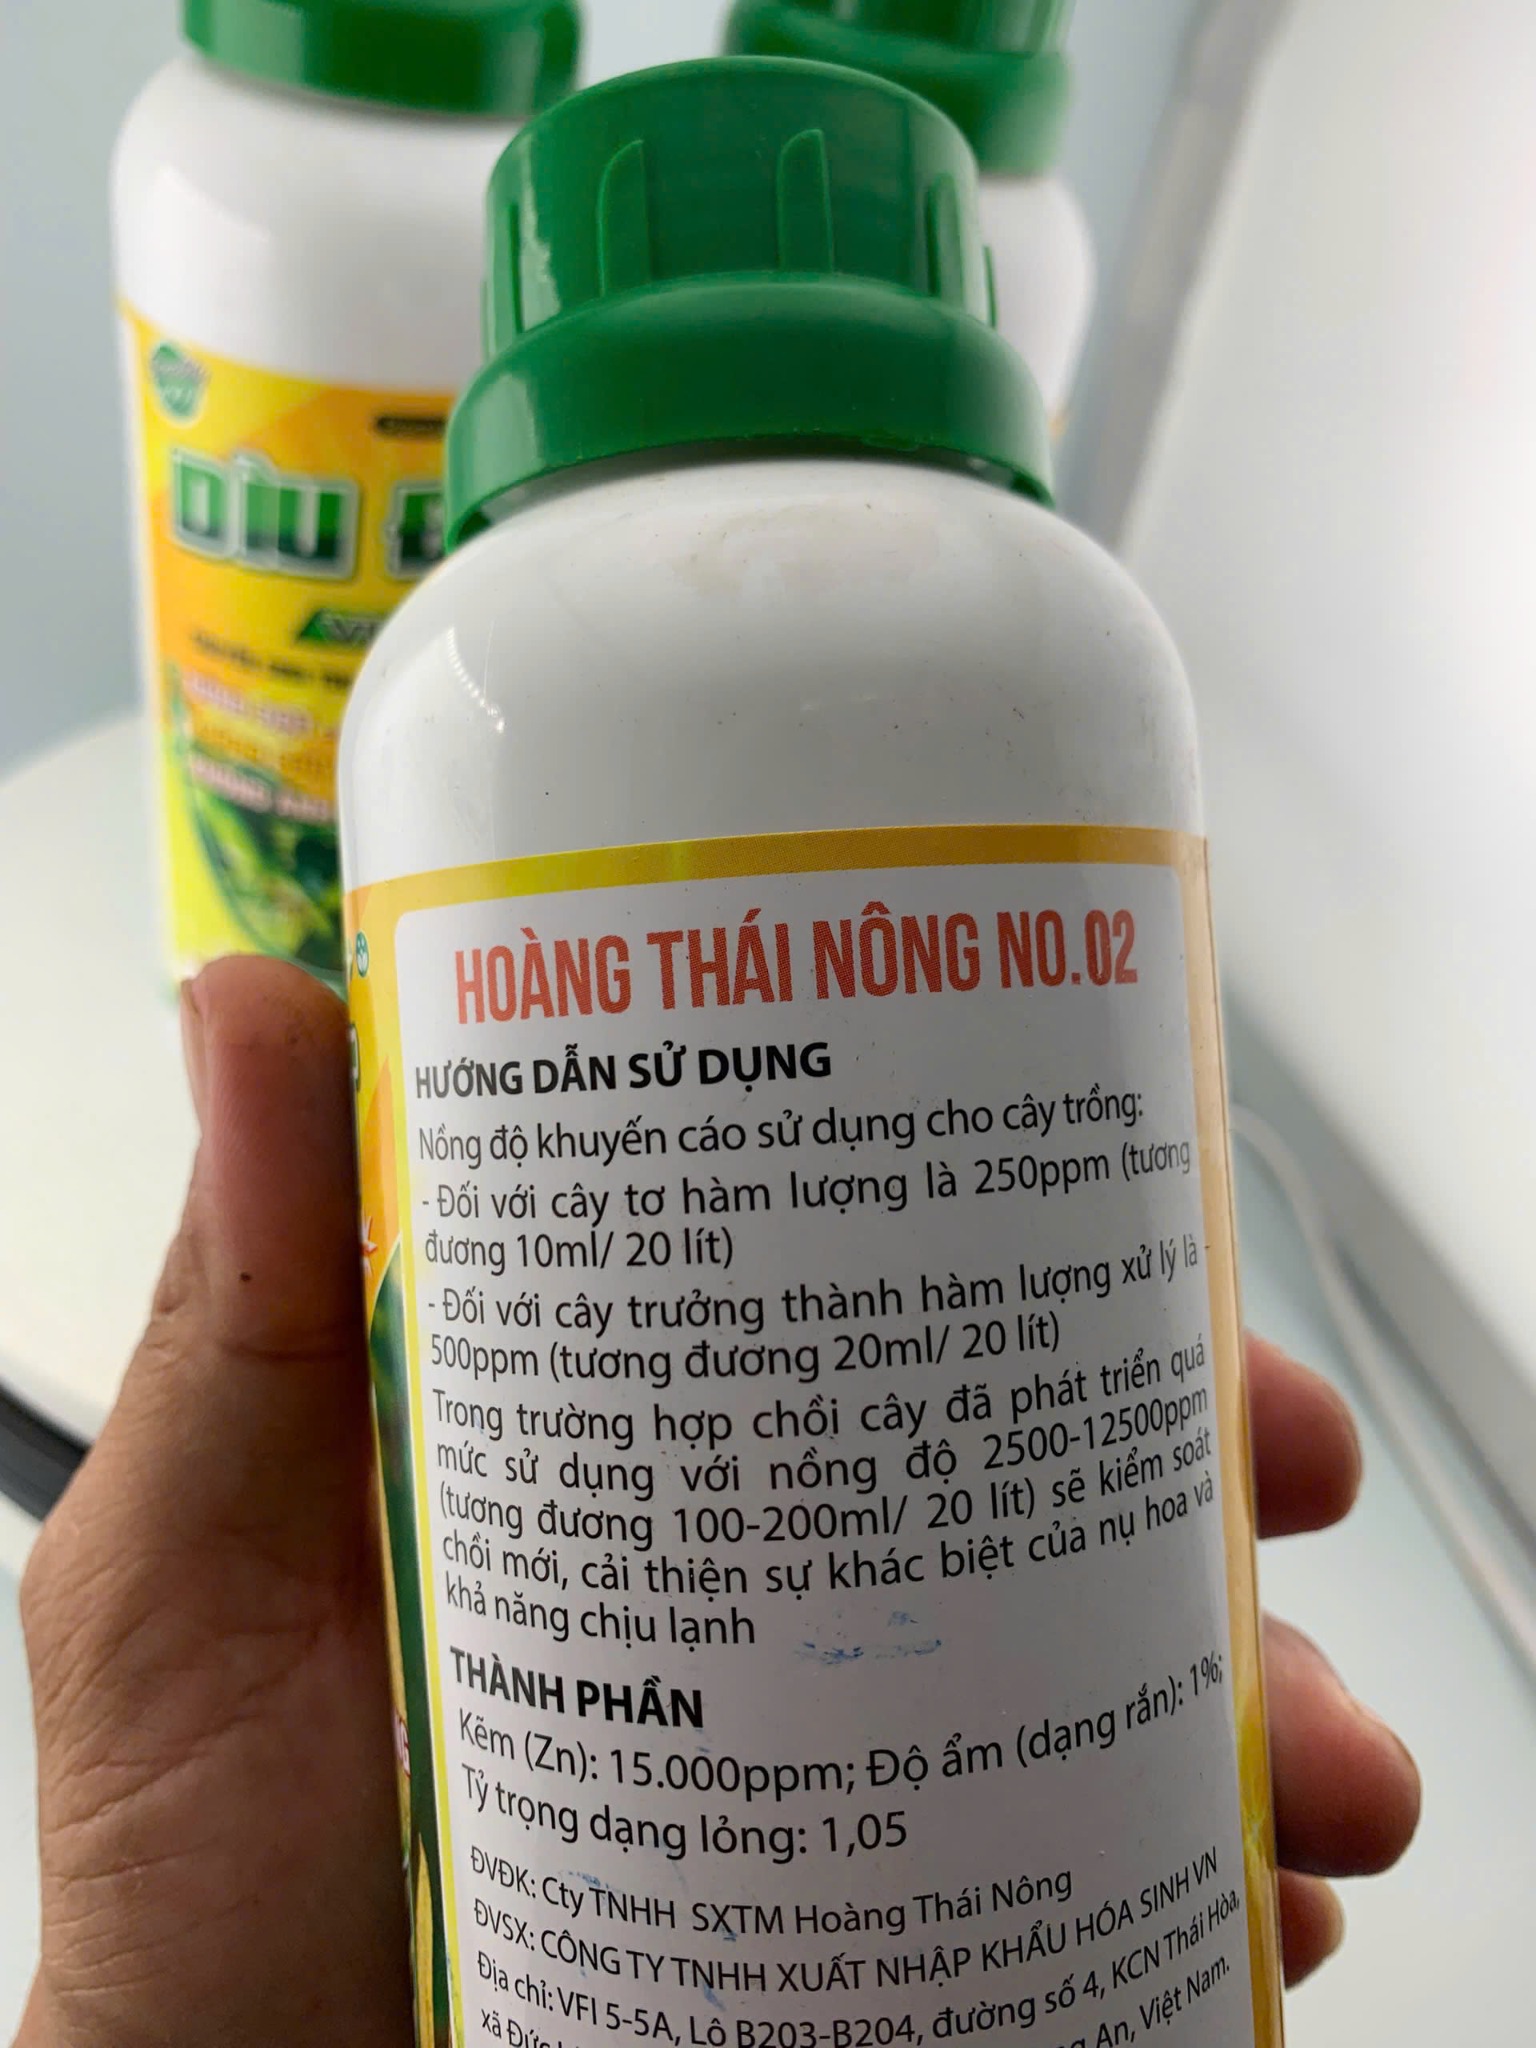 DÌU
HOÀNG THÁI NÔNG NO.02
HƯỚNG DẪN SỬ DỤNG
Nồng độ khuyến cáo sử dụng cho cây trồng:
- Đối với cây tơ hàm lượng là 250ppm (tương
đương 10ml/ 20 lít)
- Đối với cây trưởng thành hàm lượng xử lý là -
500ppm (tương đương 20ml/ 20 lít)
Trong trường hợp chồi cây đã phát triển quá
mức sử dụng với nồng độ 2500-12500ppm
(tương đương 100-200ml/ 20 lít) sẽ kiểm soát
chồi mới, cải thiện sự khác biệt của nụ hoa và
khả năng chịu lạnh
THÀNH PHẦN
Kẽm (Zn): 15.000ppm; Độ ẩm (dạng rắn): 1%;
Tỷ trọng dạng lỏng: 1,05
ĐVĐK: Cty TNHH SXTM Hoàng Thái Nông
ĐVSX: CÔNG TY TNHH XUẤT NHẬP KHẨU HÓA SINH VN
Địa chỉ: VFI 5-5A, Lô B203-B204, đường số 4, KCN Thái Hòa,
xã An, Việt Nam.